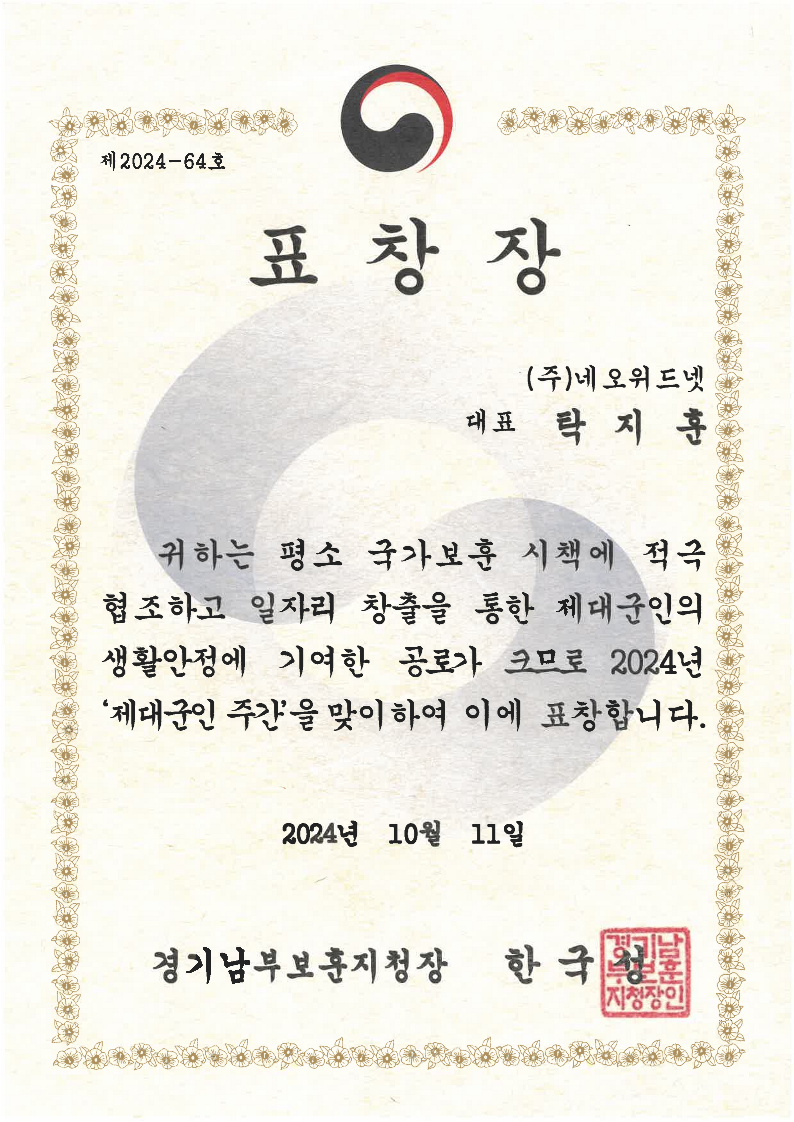 제2024-64호
표 창 장
(주)네오위드넷
대표 탁 지 훈
귀하는 평소 국가보훈 시책에 적극
협조하고 일자리 창출을 통한 제대군인의
생활안정에 기여한 공로가 크므로 2024년
‘제대군인 주간’을 맞이하여 이에 표창합니다.
2024년 10월 11일
경기남부보훈지청장 한 국 성
경기남
부보훈
지청장인